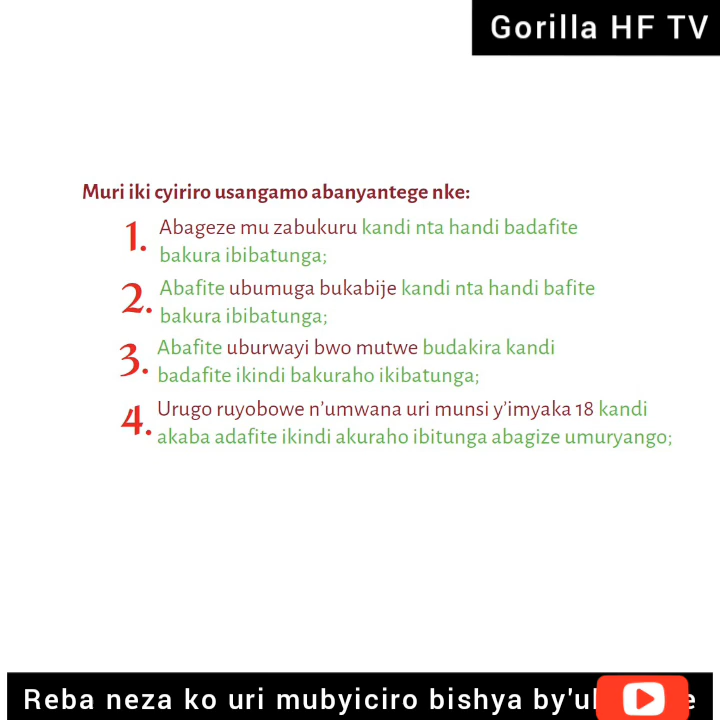 Gorilla HF TV
Muri iki cyiriro usangamo abanyantege nke:
1. Abageze mu zabukuru kandi nta handi badafite
bakura ibibatunga;
2. Abafite ubumuga bukabije kandi nta handi bafite
bakura ibibatunga;
3. Abafite uburwayi bwo mutwe budakira kandi
badafite ikindi bakuraho ikibatunga;
4. Urugo ruyobowe n’umwana uri munsi y’imyaka 18 kandi
akaba adafite ikindi akuraho ibitunga abagize umuryango;
Reba neza ko uri mubyiciro bishya